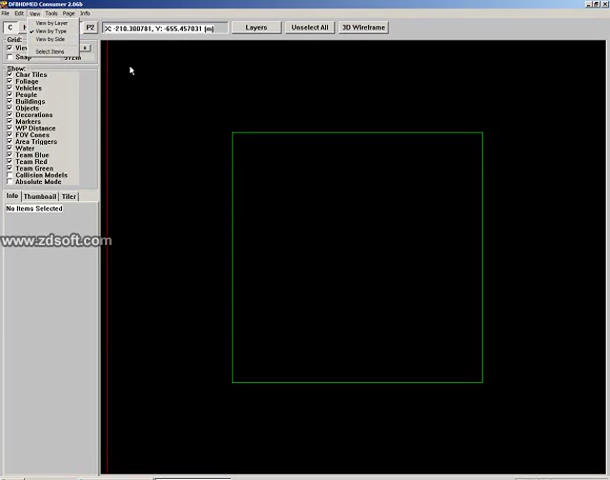 DFBHDMED Consumer 2.06b
File Edit View Tools Page Info
View by Layer
View by Type
View by Side
Select Items
C
P2
X: -210.300781, Y: -655.457031 [m]
Layers
Unselect All
3D Wireframe
Grid:
Snap
Show:
Char Tiles
Foliage
Vehicles
People
Buildings
Objects
Decorations
Markers
WP Distance
FOV Cones
Area Triggers
Water
Team Blue
Team Red
Team Green
Collision Models
Absolute Mode
Info Thumbnail Tiler
No Items Selected
www.zdsoft.com